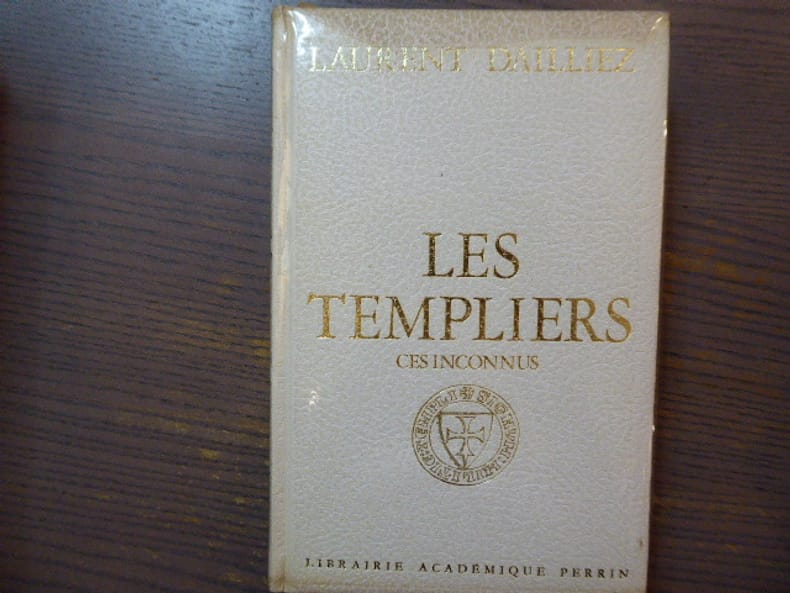 LAURENT DAILLIEZ
LES
TEMPLIERS
CES INCONNUS
LIBRAIRIE ACADÉMIQUE PERRIN